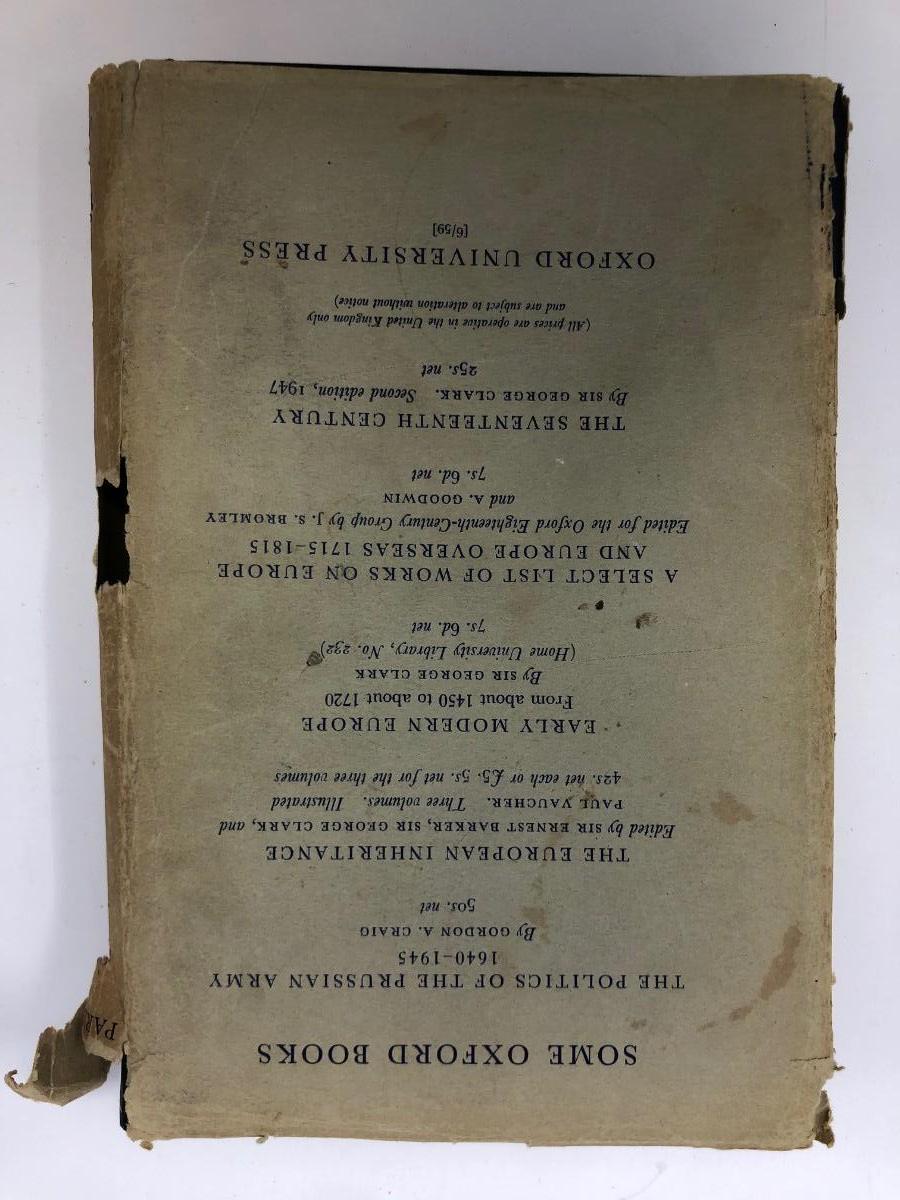 SOME OXFORD BOOKS
THE POLITICS OF THE PRUSSIAN ARMY
1640–1945
By GORDON A. CRAIG
50s. net
THE EUROPEAN INHERITANCE
Edited by SIR ERNEST BARKER, SIR GEORGE CLARK, and
PAUL VAUCHER. Three volumes. Illustrated
42s. net each or £5. 5s. net for the three volumes
EARLY MODERN EUROPE
From about 1450 to about 1720
By SIR GEORGE CLARK
(Home University Library, No. 232)
7s. 6d. net
A SELECT LIST OF WORKS ON EUROPE
AND EUROPE OVERSEAS 1715–1815
Edited for the Oxford Eighteenth-Century Group by J. S. BROMLEY
and A. GOODWIN
7s. 6d. net
THE SEVENTEENTH CENTURY
By SIR GEORGE CLARK. Second edition, 1947
25s. net
(All prices are operative in the United Kingdom only
and are subject to alteration without notice)
OXFORD UNIVERSITY PRESS
[6/59]
PAR